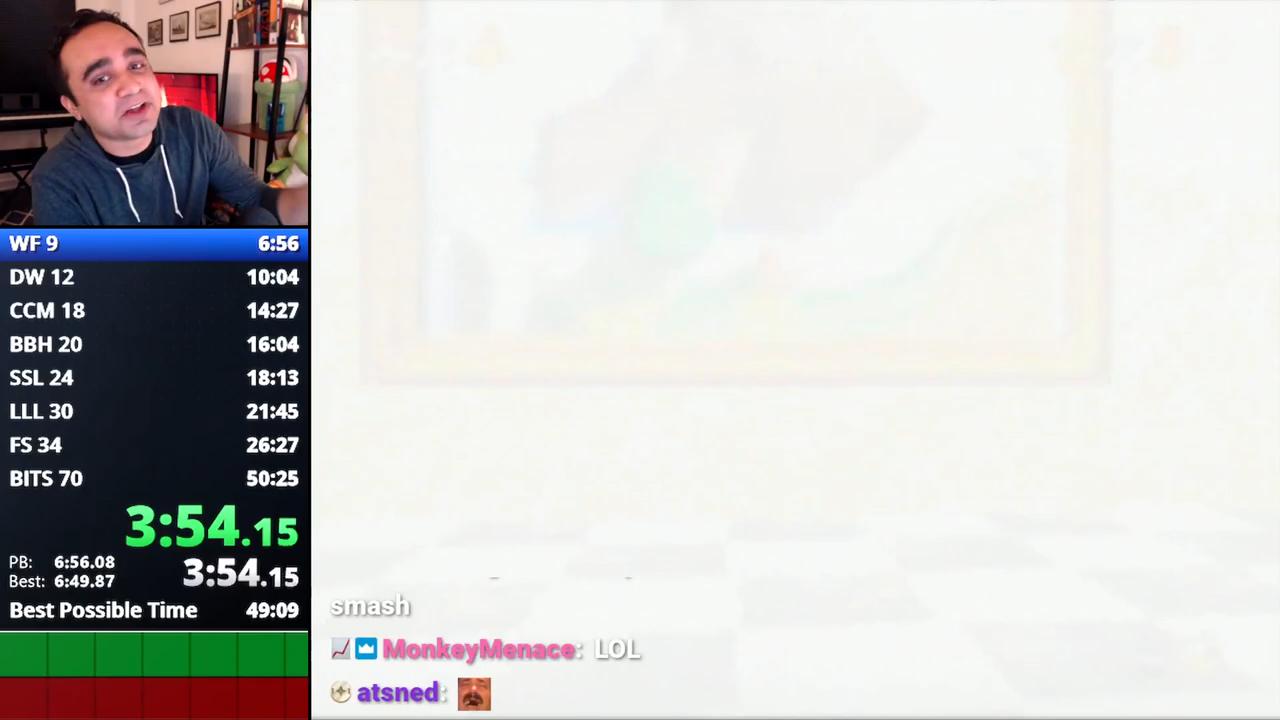 WF 9 6:56
DW 12 10:04
CCM 18 14:27
BBH 20 16:04
SSL 24 18:13
LLL 30 21:45
FS 34 26:27
BITS 70 50:25
3:54.15
PB: 6:56.08
Best: 6:49.87
3:54.15
Best Possible Time 49:09
smash
MonkeyMenace: LOL
atsned: